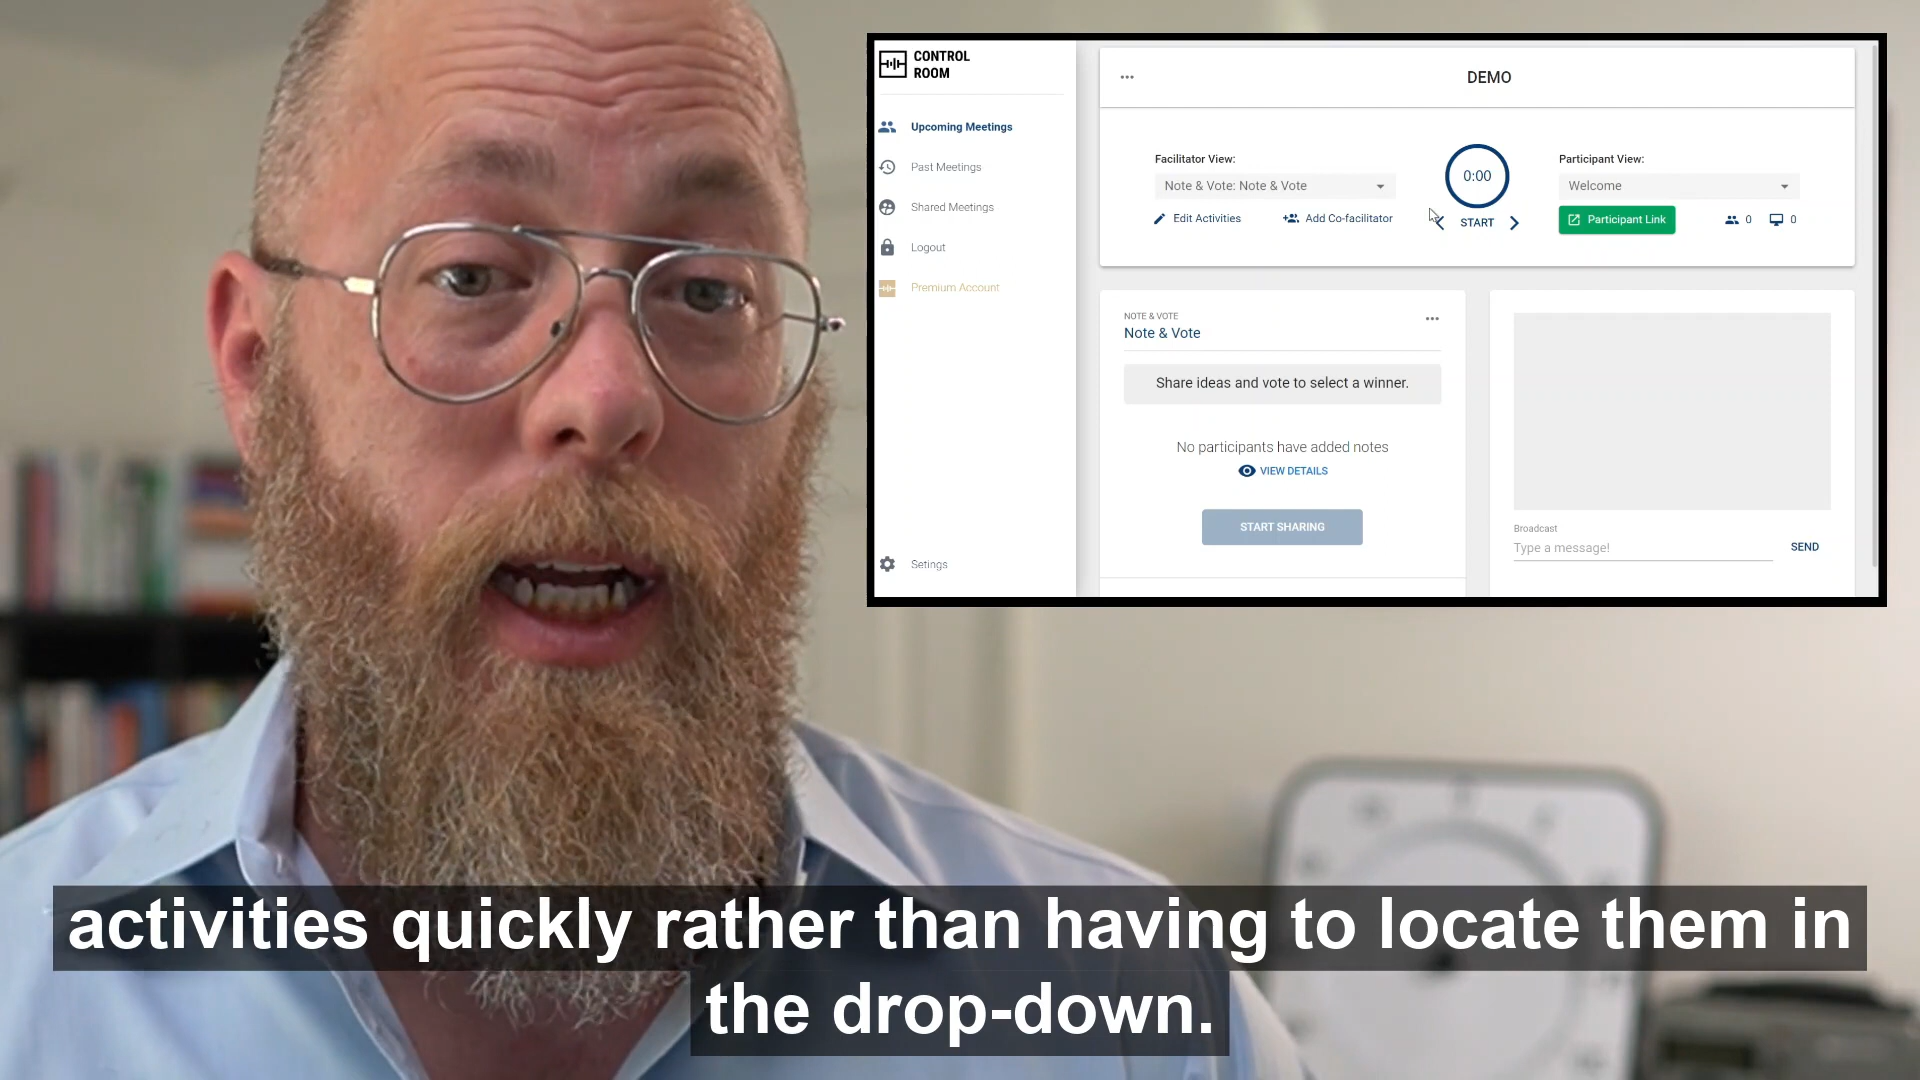 CONTROL
ROOM
Upcoming Meetings
Past Meetings
Shared Meetings
Logout
Premium Account
Setings
DEMO
Facilitator View:
Note & Vote: Note & Vote
Edit Activities
Add Co-facilitator
0:00
START
Participant View:
Welcome
Participant Link
0
0
NOTE & VOTE
Note & Vote
Share ideas and vote to select a winner.
No participants have added notes
VIEW DETAILS
START SHARING
Broadcast
Type a message!
SEND
activities quickly rather than having to locate them in
the drop-down.